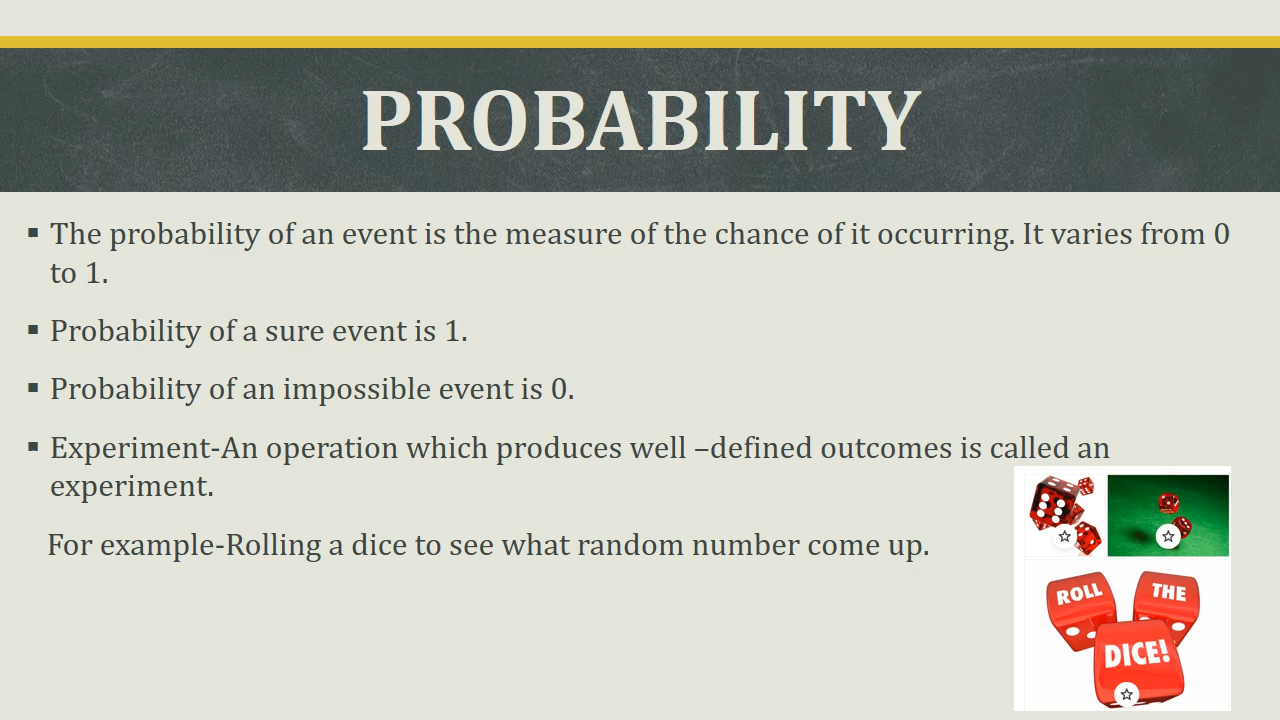 PROBABILITY
▪ The probability of an event is the measure of the chance of it occurring. It varies from 0
to 1.
▪ Probability of a sure event is 1.
▪ Probability of an impossible event is 0.
▪ Experiment-An operation which produces well –defined outcomes is called an
experiment.
For example-Rolling a dice to see what random number come up.
ROLL THE
DICE!